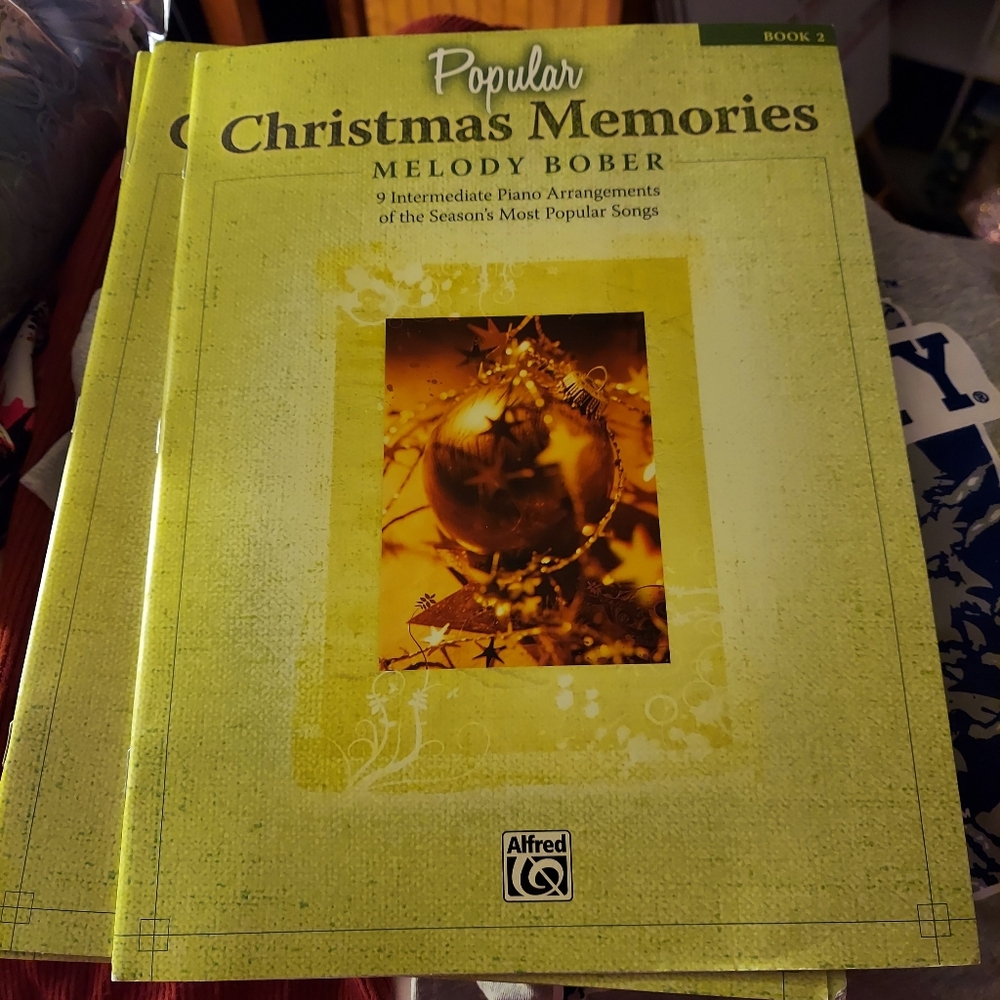 BOOK 2
Popular
Christmas Memories
MELODY BOBER
9 Intermediate Piano Arrangements
of the Season's Most Popular Songs
Alfred
C
Y®